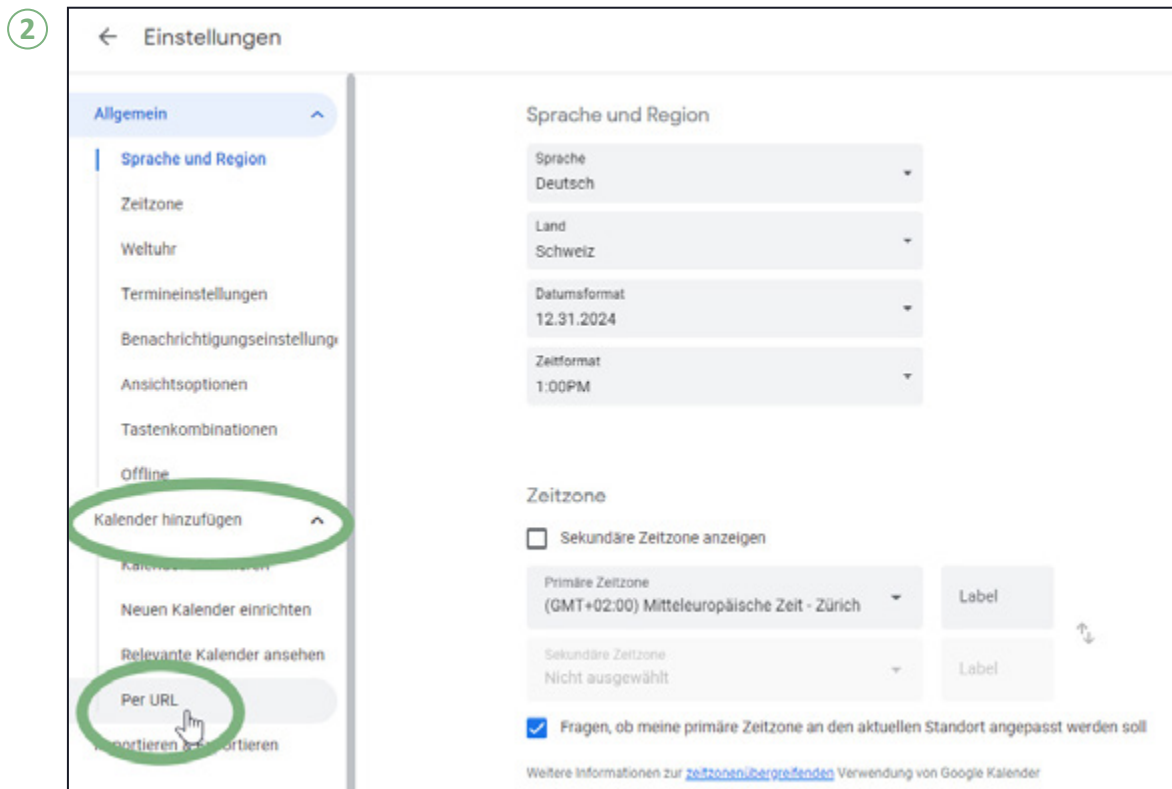 2
Einstellungen
Allgemein
Sprache und Region
Zeitzone
Weltuhr
Termineinstellungen
Benachrichtigungseinstellung
Ansichtsoptionen
Tastenkombinationen
Offline
Kalender hinzufügen
Kalender
Neuen Kalender einrichten
Relevante Kalender ansehen
Per URL
Sprache und Region
Sprache
Deutsch
Land
Schweiz
Datumsformat
12.31.2024
Zeitformat
1:00PM
Zeitzone
Sekundäre Zeitzone anzeigen
Primäre Zeitzone
(GMT+02:00) Mitteleuropäische Zeit - Zürich
Label
Sekundäre Zeitzone
Nicht ausgewählt
Label
Fragen, ob meine primäre Zeitzone an den aktuellen Standort angepasst werden soll
Weitere Informationen zur zeitzonenübergreifenden Verwendung von Google Kalender